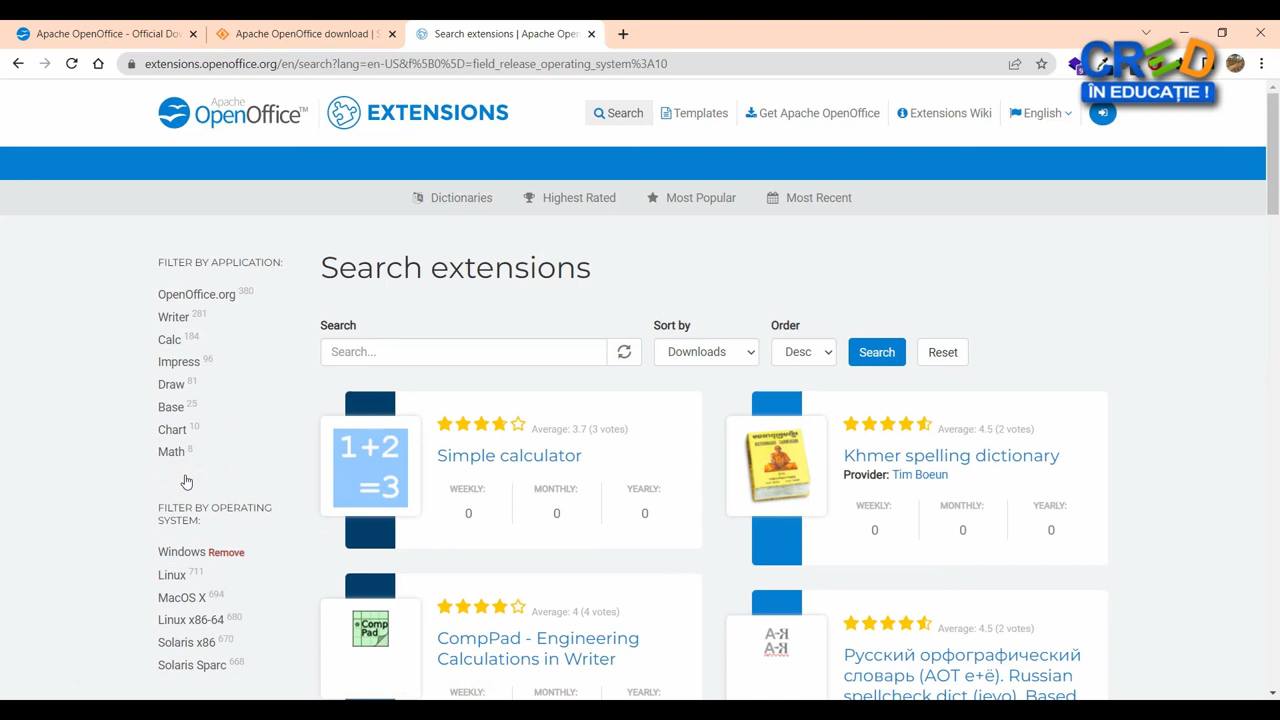 Apache OpenOffice - Official Do
Apache OpenOffice download | S
Search extensions | Apache Open
extensions.openoffice.org/en/search?lang=en-US&f%5B0%5D=field_release_operating_system%3A10
CRED
ÎN EDUCAȚIE !
Apache
OpenOffice™
EXTENSIONS
Search
Templates
Get Apache OpenOffice
Extensions Wiki
English
Dictionaries
Highest Rated
Most Popular
Most Recent
FILTER BY APPLICATION:
OpenOffice.org 380
Writer 281
Calc 184
Impress 96
Draw 81
Base 25
Chart 10
Math 8
FILTER BY OPERATING
SYSTEM:
Windows Remove
Linux 711
MacOS X 694
Linux x86-64 680
Solaris x86 670
Solaris Sparc 668
Search extensions
Search
Sort by
Order
Search...
Downloads
Desc
Search
Reset
1+2
=3
Average: 3.7 (3 votes)
Simple calculator
WEEKLY: MONTHLY: YEARLY:
0 0 0
Average: 4.5 (2 votes)
Khmer spelling dictionary
Provider: Tim Boeun
WEEKLY: MONTHLY: YEARLY:
0 0 0
Comp
Pad
Average: 4 (4 votes)
CompPad - Engineering
Calculations in Writer
WEEKLY: MONTHLY: YEARLY:
А-Я
А-Я
Average: 4.5 (2 votes)
Русский орфографический
словарь (АОТ е+ё). Russian
spellcheck dict (ieyo). Based